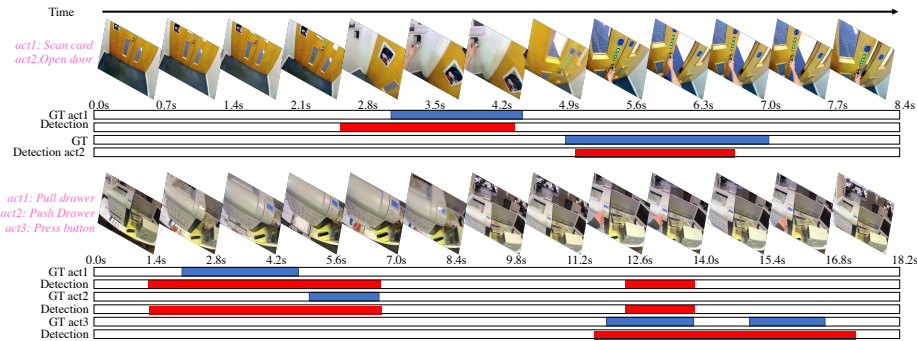 Time
act1: Scan card
act2.Open door
0.0s 0.7s 1.4s 2.1s 2.8s 3.5s 4.2s 4.9s 5.6s 6.3s 7.0s 7.7s 8.4s
GT act1
Detection
GT
Detection act2
act1: Pull drawer
act2: Push Drawer
act3: Press button
0.0s 1.4s 2.8s 4.2s 5.6s 7.0s 8.4s 9.8s 11.2s 12.6s 14.0s 15.4s 16.8s 18.2s
GT act1
Detection
GT act2
Detection
GT act3
Detection